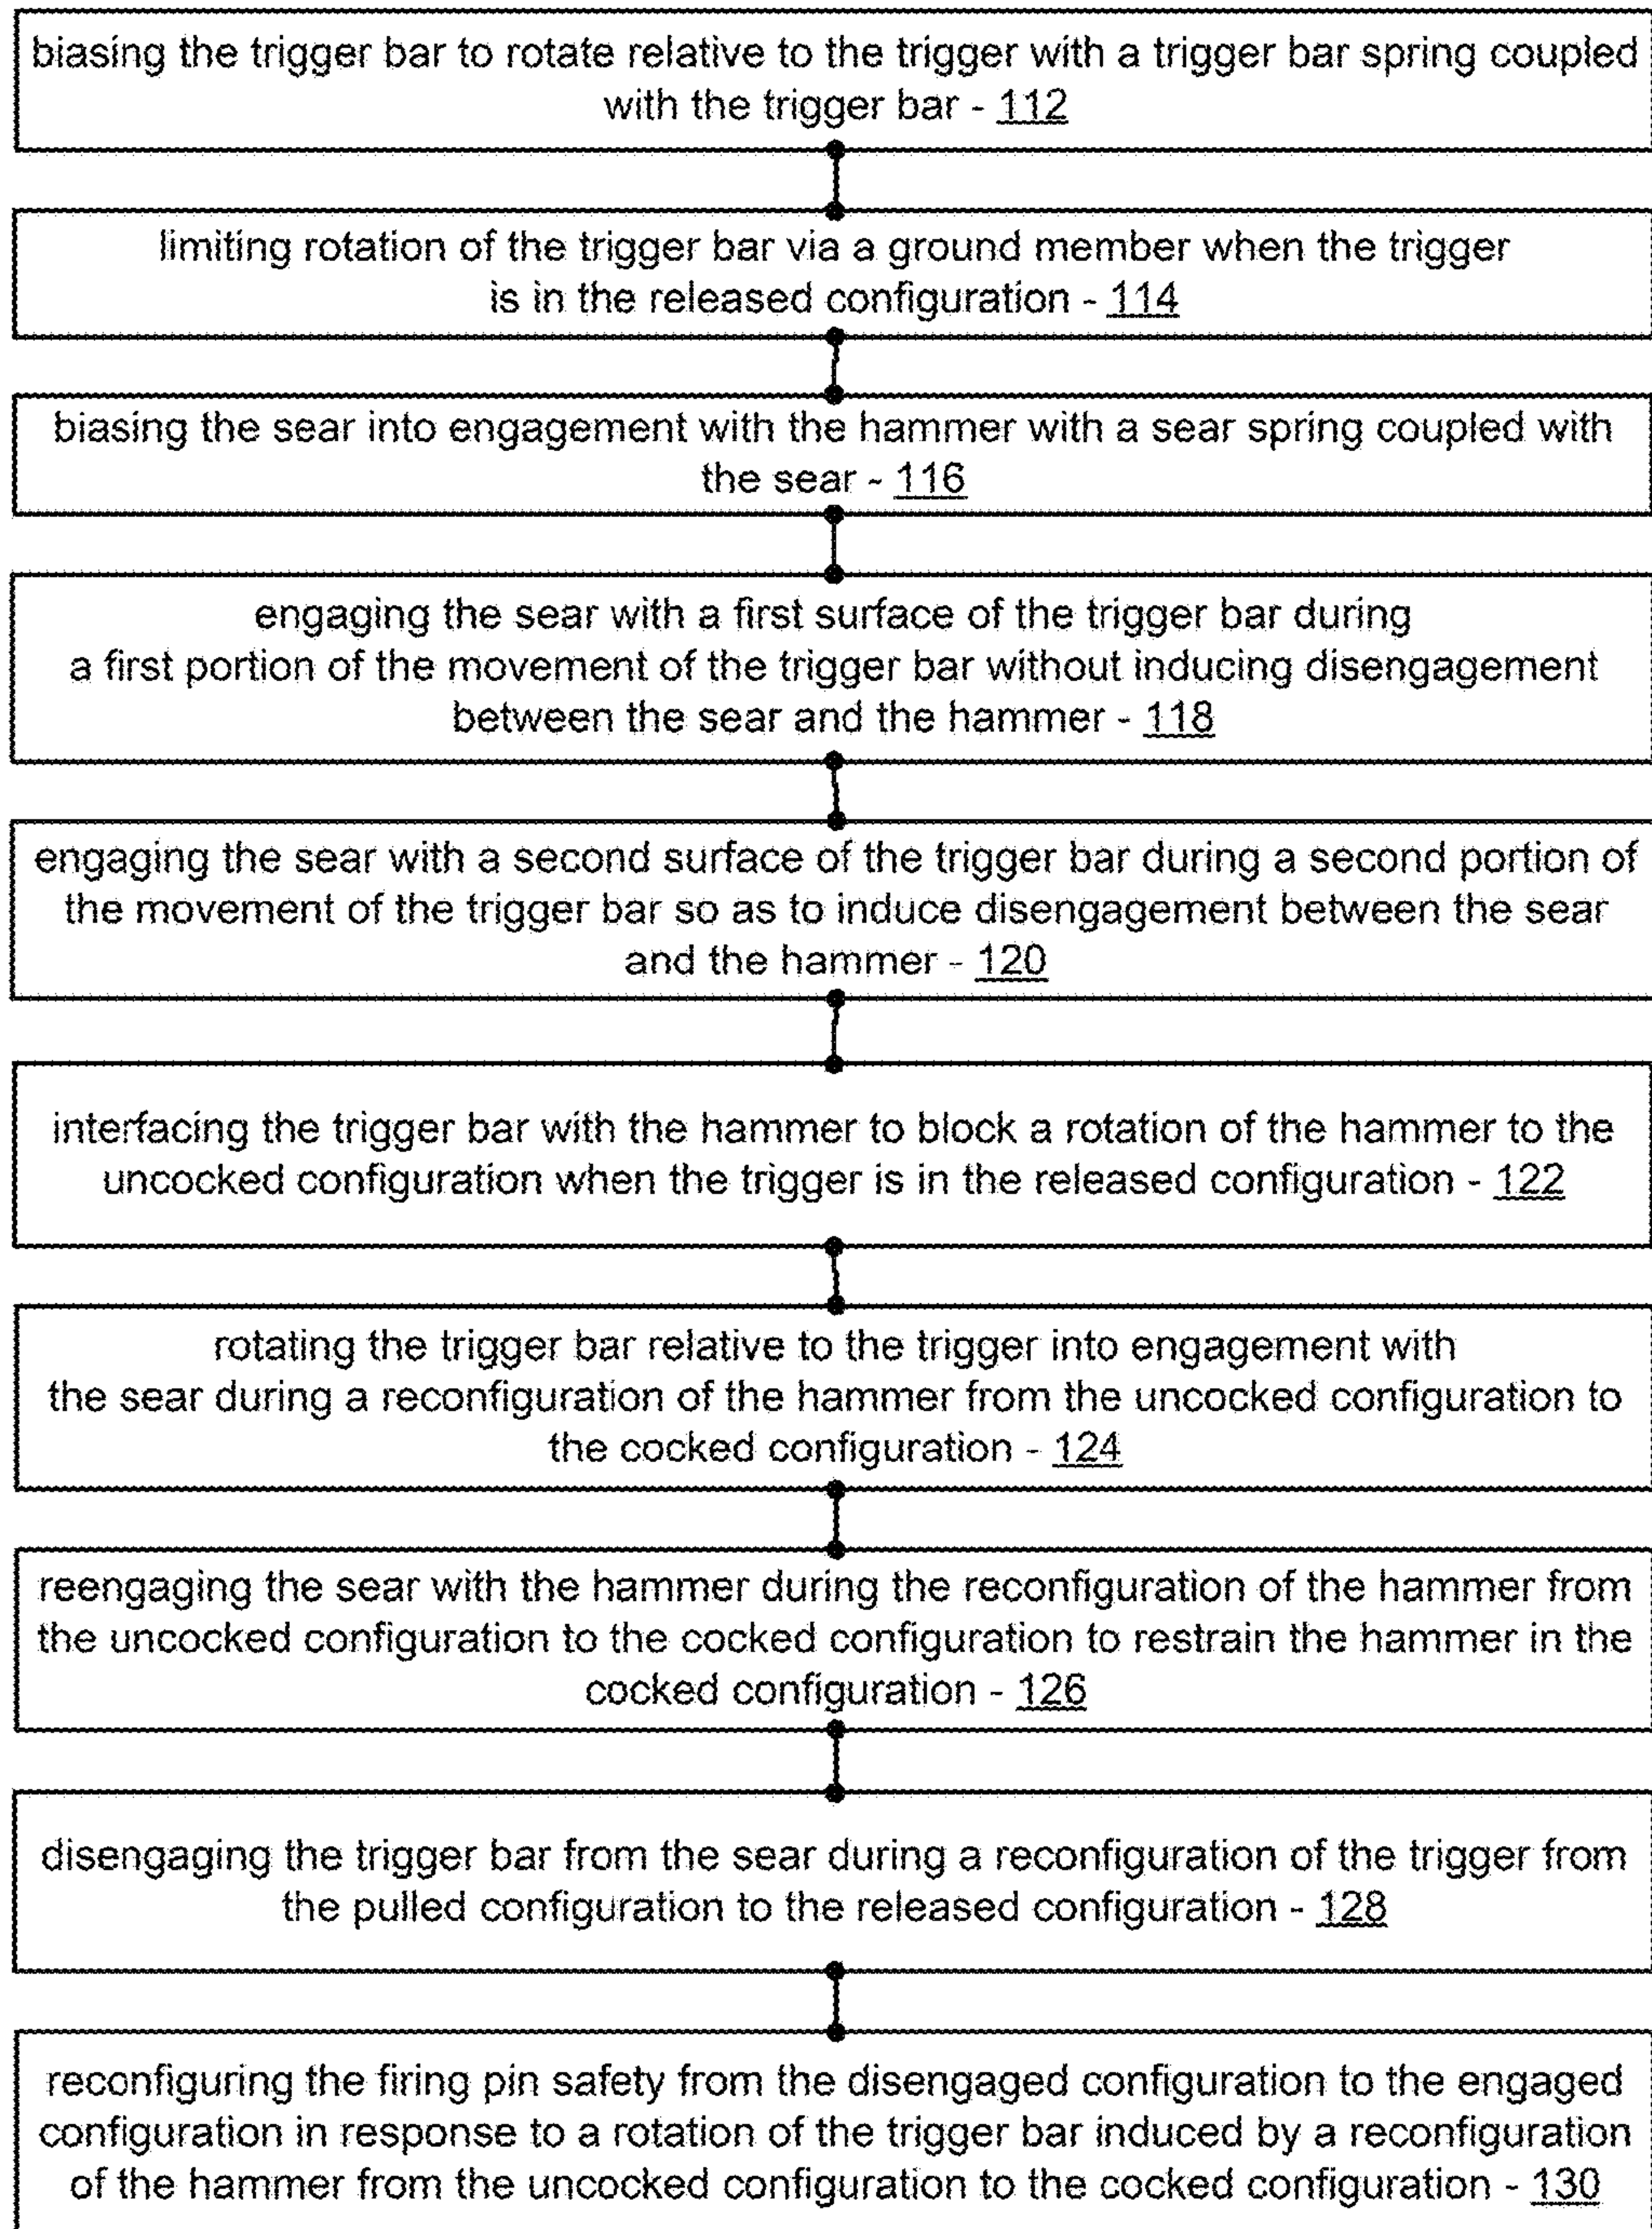 biasing the trigger bar to rotate relative to the trigger with a trigger bar spring coupled
with the trigger bar - 112
limiting rotation of the trigger bar via a ground member when the trigger
is in the released configuration - 114
biasing the sear into engagement with the hammer with a sear spring coupled with
the sear - 116
engaging the sear with a first surface of the trigger bar during
a first portion of the movement of the trigger bar without inducing disengagement
between the sear and the hammer - 118
engaging the sear with a second surface of the trigger bar during a second portion of
the movement of the trigger bar so as to induce disengagement between the sear
and the hammer - 120
interfacing the trigger bar with the hammer to block a rotation of the hammer to the
uncocked configuration when the trigger is in the released configuration - 122
rotating the trigger bar relative to the trigger into engagement with
the sear during a reconfiguration of the hammer from the uncocked configuration to
the cocked configuration - 124
reengaging the sear with the hammer during the reconfiguration of the hammer from
the uncocked configuration to the cocked configuration to restrain the hammer in the
cocked configuration - 126
disengaging the trigger bar from the sear during a reconfiguration of the trigger from
the pulled configuration to the released configuration - 128
reconfiguring the firing pin safety from the disengaged configuration to the engaged
configuration in response to a rotation of the trigger bar induced by a reconfiguration
of the hammer from the uncocked configuration to the cocked configuration - 130